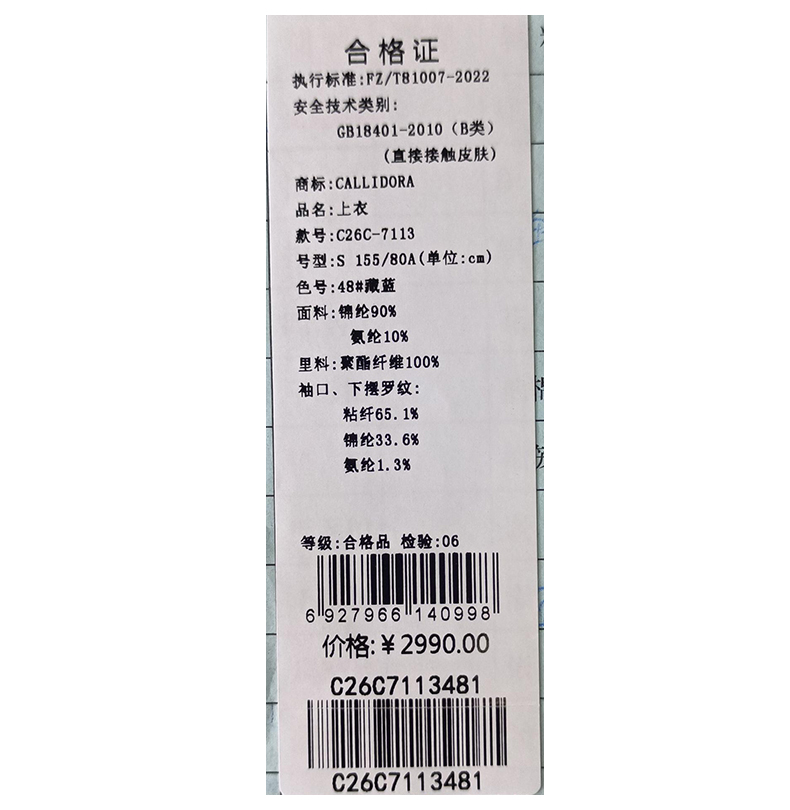 合格证
执行标准:FZ/T81007-2022
安全技术类别:
GB18401-2010（B类）
(直接接触皮肤)
商标:CALLIDORA
品名:上衣
款号:C26C-7113
号型:S 155/80A(单位:cm)
色号:48#藏蓝
面料:锦纶90%
氨纶10%
里料:聚酯纤维100%
袖口、下摆罗纹:
粘纤65.1%
锦纶33.6%
氨纶1.3%
等级:合格品 检验:06
6 927966 140998
价格:￥2990.00
C26C7113481
C26C7113481